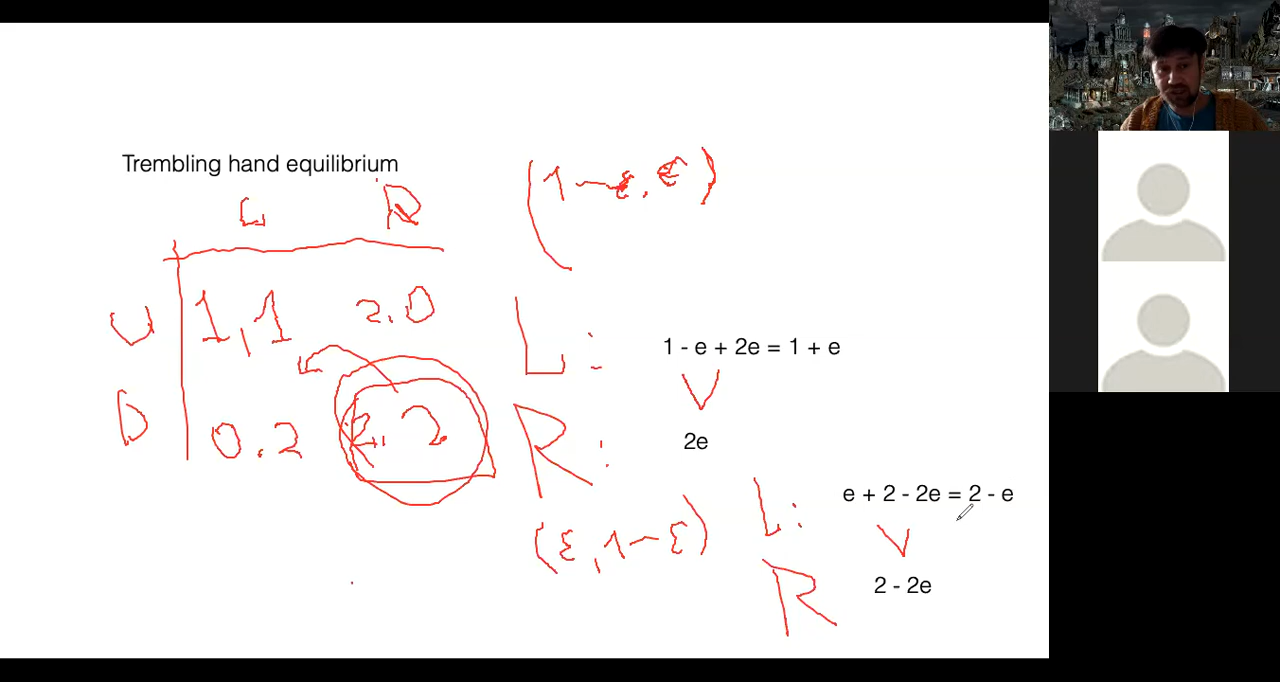 Trembling hand equilibrium
L R
(1-ε, ε)
U 1,1 2.0
D 0.2 2, 2
L: 1 - e + 2e = 1 + e
V
R: 2e
(ε, 1-ε)
L: e + 2 - 2e = 2 - e
V
R 2 - 2e